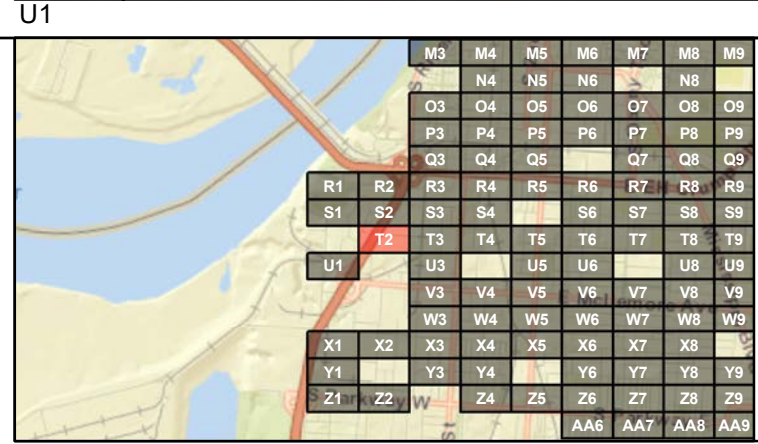 U1
M3 M4 M5 M6 M7 M8 M9
N4 N5 N6 N8
O3 O4 O5 O6 O7 O8 O9
P3 P4 P5 P6 P7 P8 P9
Q3 Q4 Q5 Q7 Q8 Q9
R1 R2 R3 R4 R5 R6 R7 R8 R9
S1 S2 S3 S4 S6 S7 S8 S9
T2 T3 T4 T5 T6 T7 T8 T9
U1 U3 U5 U6 U8 U9
V3 V4 V5 V6 V7 V8 V9
E McLemore Ave
W3 W4 W5 W6 W7 W8 W9
X1 X2 X3 X4 X5 X6 X7 X8
Y1 Y3 Y4 Y6 Y7 Y8 Y9
S Parkway W
Z1 Z2 Z4 Z5 Z6 Z7 Z8 Z9
AA6 AA7 AA8 AA9
St